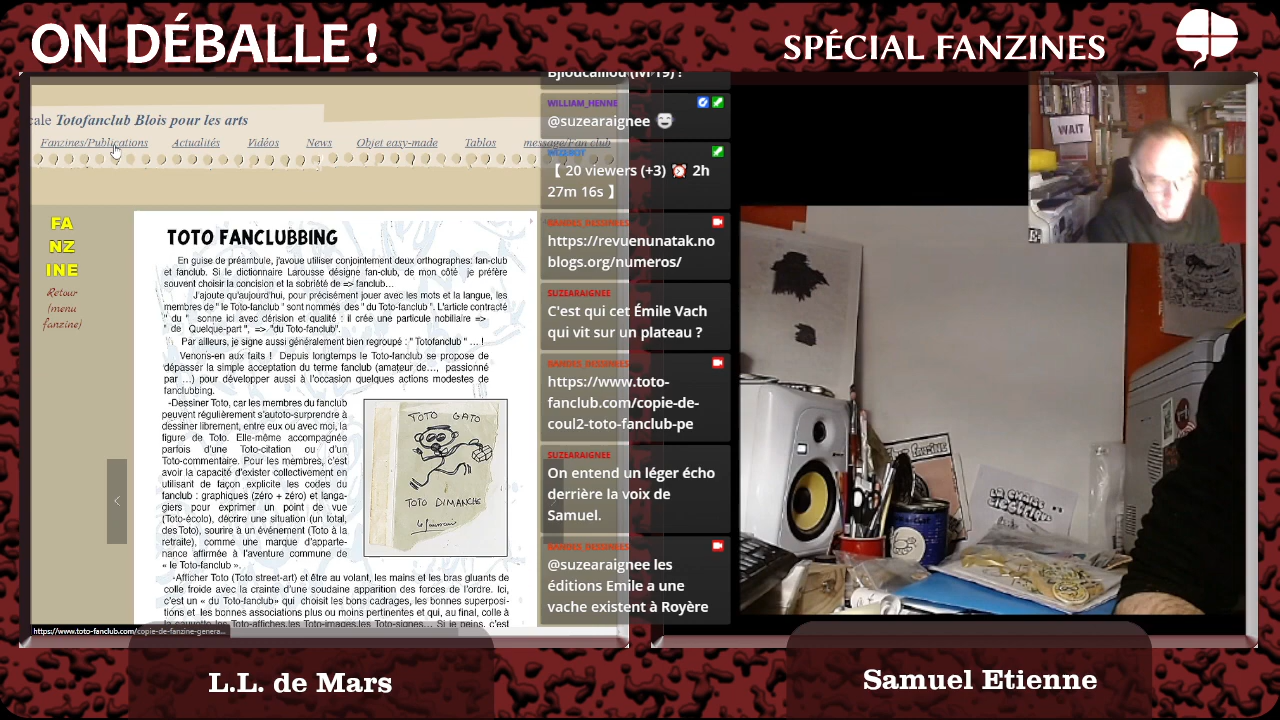 ON DÉBALLE !
SPÉCIAL FANZINES
cale Totofanclub Blois pour les arts
Fanzines/Publications Actualités Vidéos News Objet easy-made Tablos message/Fan club
FA
NZ
INE
Retour
(menu
fanzine)
TOTO FANCLUBBING
En guise de préambule, j'avoue utiliser conjointement deux orthographes: fan-club
et fanclub. Si le dictionnaire Larousse désigne fan-club, de mon côté je préfère
souvent choisir la concision et la sobriété de => fanclub...
J'ajoute qu'aujourd'hui, pour précisément jouer avec les mots et la langue, les
membres de " le Toto-fanclub " sont nommés des " du Toto-fanclub ". L'article contracté
" du " sonne ici avec dérision et qualité : il crée une particule nobiliaire =>
" de Quelque-part ", => "du Toto-fanclub".
Par ailleurs, je signe aussi généralement bien regroupé : " Totofanclub " ... !
Venons-en aux faits ! Depuis longtemps le Toto-fanclub se propose de
dépasser la simple acceptation du terme fanclub (amateur de..., passionné
par ...) pour développer aussi à l'occasion quelques actions modestes de
fanclubbing.
-Dessiner Toto, car les membres du fanclub
peuvent régulièrement s'autoto-surprendre à
dessiner librement, entre eux ou avec moi, la
figure de Toto. Elle-même accompagnée
parfois d'une Toto-citation ou d'un
Toto-commentaire. Pour les membres, c'est
avoir la capacité d'exister collectivement en
utilisant de façon explicite les codes du
fanclub : graphiques (zéro + zéro) et langa-
giers pour exprimer un point de vue
(Toto-écolo), décrire une situation (un total,
des Toto), sourire à un événement (Toto à la
retraite), comme une marque d'apparte-
nance affirmée à l'aventure commune de
« le Toto-fanclub ».
TOTO GATO
TOTO DIMANCHE
-Afficher Toto (Toto street-art) et être au volant, les mains et les bras gluants de
colle froide avec la crainte d'une soudaine apparition des forces de l'ordre. Ici,
c'est un « du Toto-fanclub» qui choisit les bons cadrages, les bonnes superposi-
tions et les bonnes associations plus ou moins pertinentes et qui, au final, colle à
https://www.toto-fanclub.com/copie-de-fanzine-genera...
Bjloucaillou (lvl 19) !
WILLIAM_HENNE
@suzearaignee
【 20 viewers (+3) ⏰ 2h
27m 16s 】
BANDES_DESSINEES
https://revuenunatak.no
blogs.org/numeros/
SUZEARAIGNEE
C'est qui cet Émile Vach
qui vit sur un plateau ?
BANDES_DESSINEES
https://www.toto-
fanclub.com/copie-de-
coul2-toto-fanclub-pe
SUZEARAIGNEE
On entend un léger écho
derrière la voix de
Samuel.
BANDES_DESSINEES
@suzearaignee les
éditions Emile a une
vache existent à Royère
WAIT
L.L. de Mars
Samuel Etienne